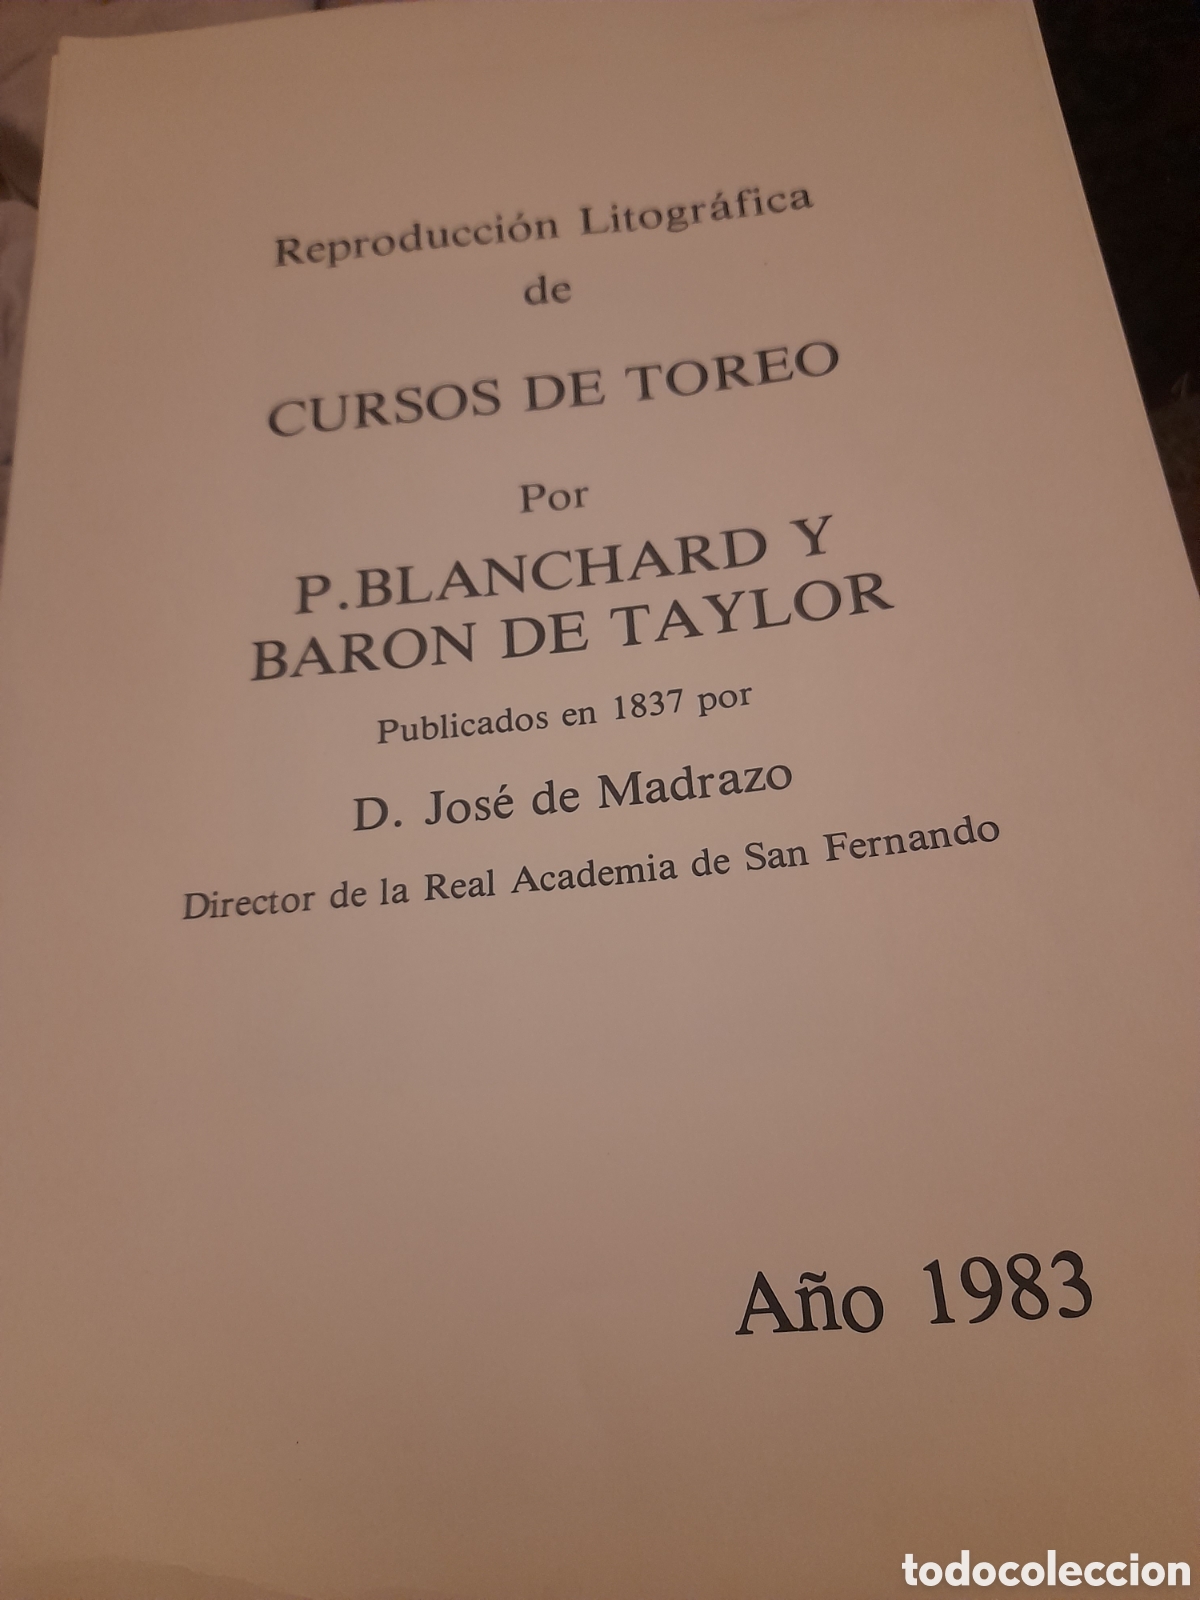 Reproducción Litográfica
de
CURSOS DE TOREO
Por
P.BLANCHARD Y
BARON DE TAYLOR
Publicados en 1837 por
D. José de Madrazo
Director de la Real Academia de San Fernando
Año 1983
todocoleccion